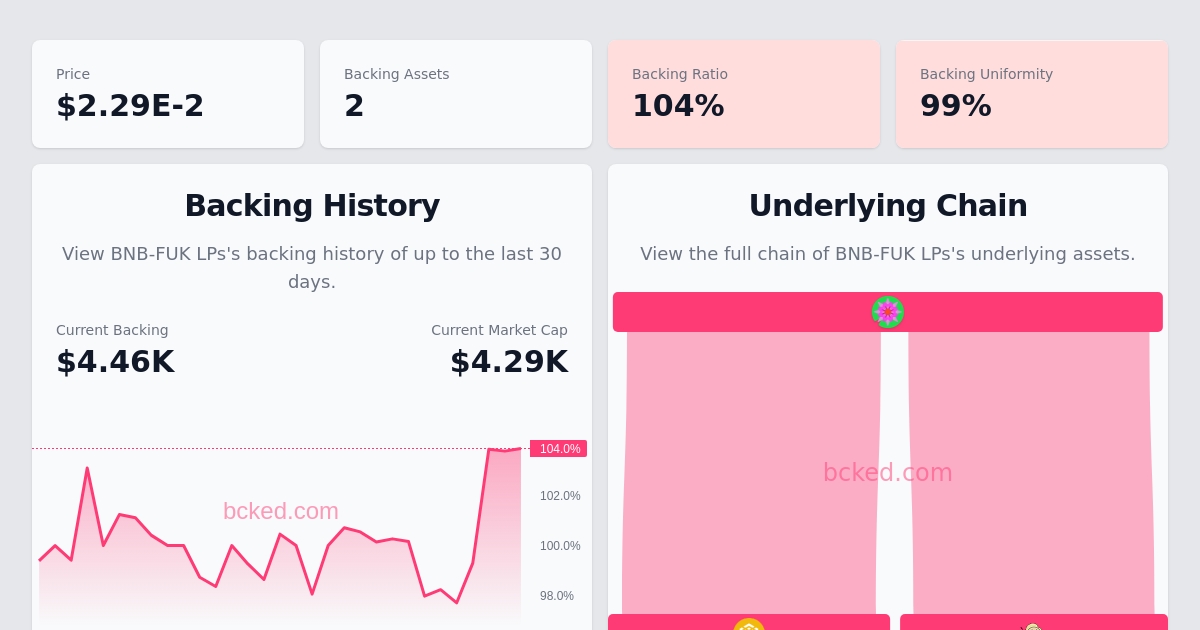 Price
$2.29E-2
Backing Assets
2
Backing Ratio
104%
Backing Uniformity
99%
Backing History
View BNB-FUK LPs's backing history of up to the last 30
days.
Current Backing
$4.46K
Current Market Cap
$4.29K
104.0%
102.0%
100.0%
98.0%
bcked.com
Underlying Chain
View the full chain of BNB-FUK LPs's underlying assets.
bcked.com